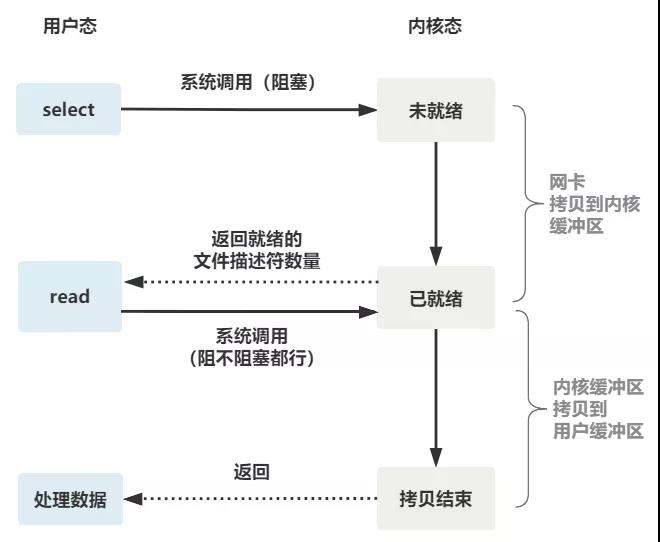 用户态
内核态
系统调用（阻塞）
select
未就绪
网卡
拷贝到内核
缓冲区
返回就绪的
文件描述符数量
read
已就绪
系统调用
（阻不阻塞都行）
内核缓冲区
拷贝到
用户缓冲区
返回
处理数据
拷贝结束